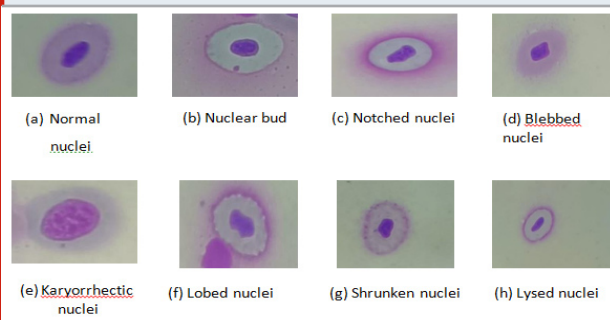 (a) Normal
nuclei
(b) Nuclear bud
(c) Notched nuclei
(d) Blebbed
nuclei
(e) Karyorrhectic
nuclei
(f) Lobed nuclei
(g) Shrunken nuclei
(h) Lysed nuclei